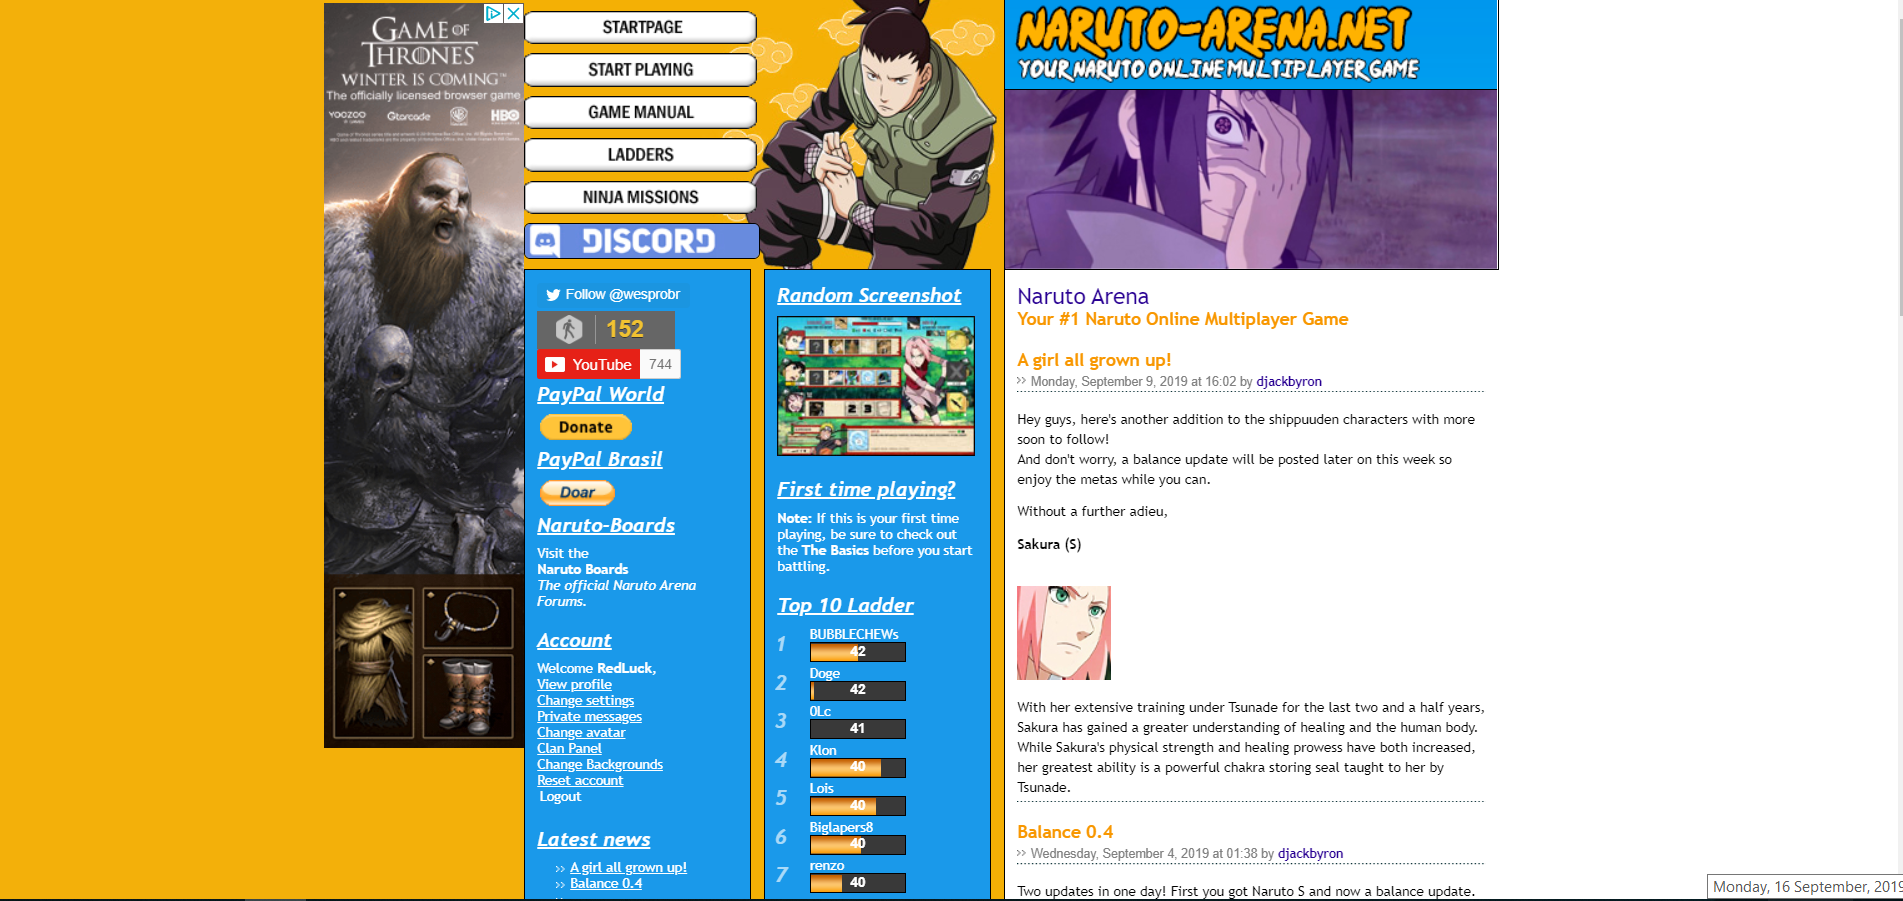 GAME OF
THRONES
WINTER IS COMING™
The officially licensed browser game
YOOZOO
Gtarcade
WB
HBO
STARTPAGE
START PLAYING
GAME MANUAL
LADDERS
NINJA MISSIONS
DISCORD
Follow @wesprobr
152
YouTube 744
PayPal World
Donate
PayPal Brasil
Doar
Naruto-Boards
Visit the
Naruto Boards
The official Naruto Arena
Forums.
Account
Welcome RedLuck,
View profile
Change settings
Private messages
Change avatar
Clan Panel
Change Backgrounds
Reset account
Logout
Latest news
›› A girl all grown up!
›› Balance 0.4
Random Screenshot
First time playing?
Note: If this is your first time
playing, be sure to check out
the The Basics before you start
battling.
Top 10 Ladder
1 BUBBLECHEWs
42
2 Doge
42
3 0Lc
41
4 Klon
40
5 Lois
40
6 Biglapers8
40
7 renzo
40
NARUTO-ARENA.NET
YOUR NARUTO ONLINE MULTIPLAYER GAME
Naruto Arena
Your #1 Naruto Online Multiplayer Game
A girl all grown up!
›› Monday, September 9, 2019 at 16:02 by djackbyron
Hey guys, here's another addition to the shippuuden characters with more
soon to follow!
And don't worry, a balance update will be posted later on this week so
enjoy the metas while you can.
Without a further adieu,
Sakura (S)
With her extensive training under Tsunade for the last two and a half years,
Sakura has gained a greater understanding of healing and the human body.
While Sakura's physical strength and healing prowess have both increased,
her greatest ability is a powerful chakra storing seal taught to her by
Tsunade.
Balance 0.4
›› Wednesday, September 4, 2019 at 01:38 by djackbyron
Two updates in one day! First you got Naruto S and now a balance update.
Monday, 16 September, 2019